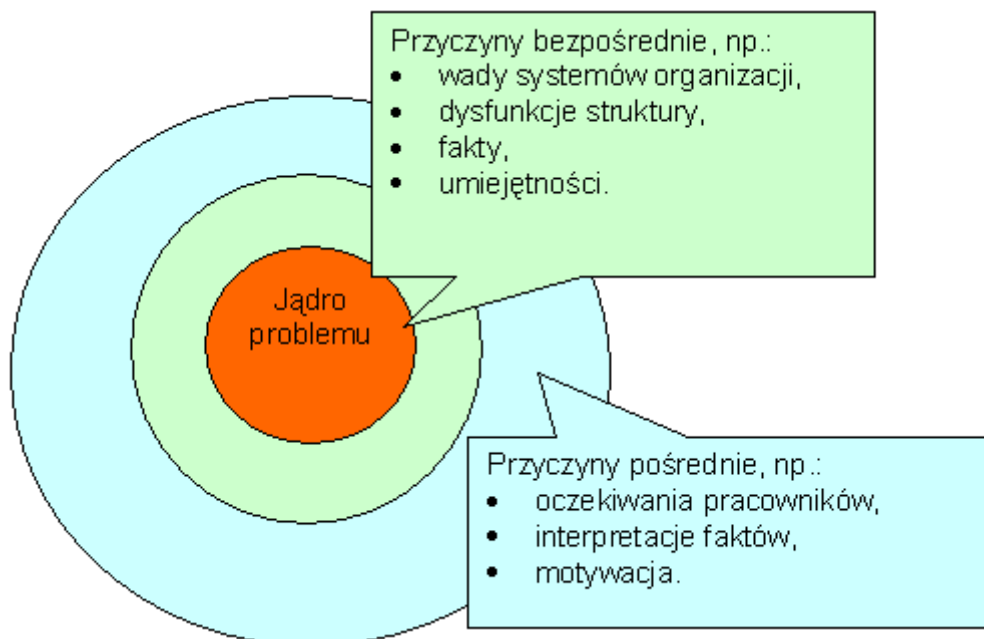 Przyczyny bezpośrednie, np.:
• wady systemów organizacji,
• dysfunkcje struktury,
• fakty,
• umiejętności.
Jądro
problemu
Przyczyny pośrednie, np.:
• oczekiwania pracowników,
• interpretacje faktów,
• motywacja.